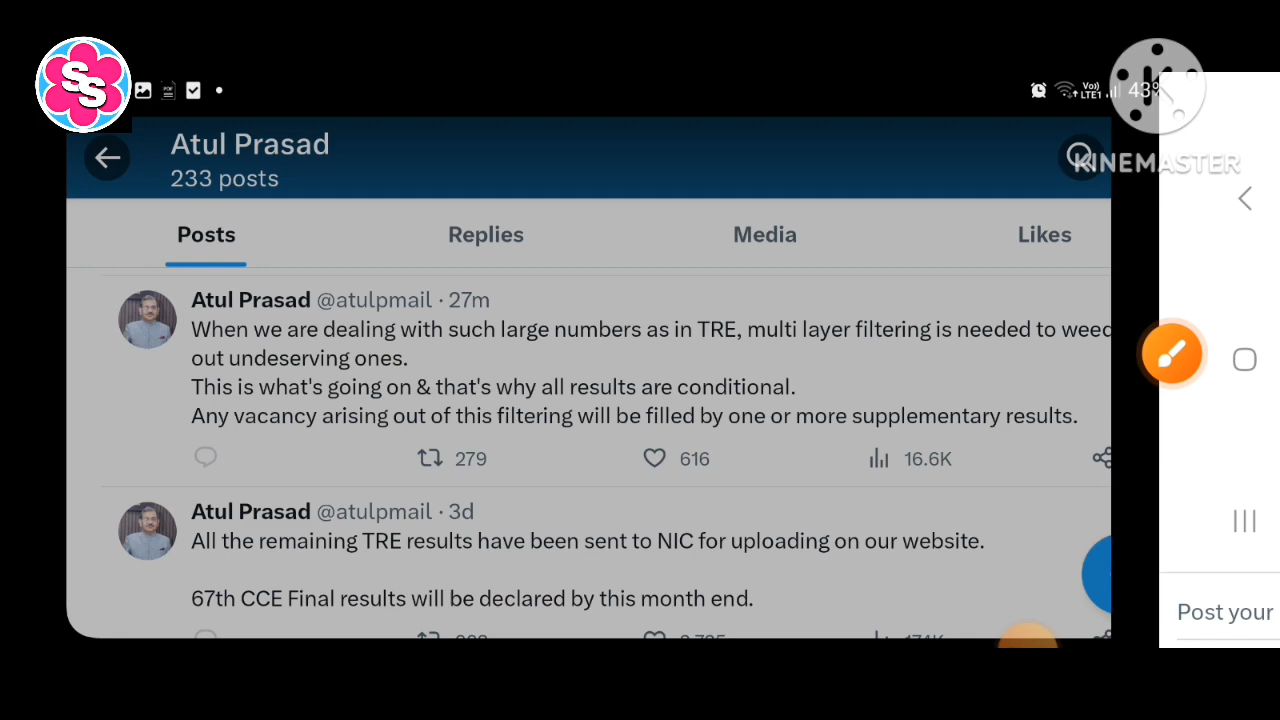 SS
PDF
Vo)
LTE1
43%
KINEMASTER
Atul Prasad
233 posts
Posts
Replies
Media
Likes
Atul Prasad @atulpmail · 27m
When we are dealing with such large numbers as in TRE, multi layer filtering is needed to weed
out undeserving ones.
This is what's going on & that's why all results are conditional.
Any vacancy arising out of this filtering will be filled by one or more supplementary results.
279
616
16.6K
Atul Prasad @atulpmail · 3d
All the remaining TRE results have been sent to NIC for uploading on our website.
67th CCE Final results will be declared by this month end.
Post your